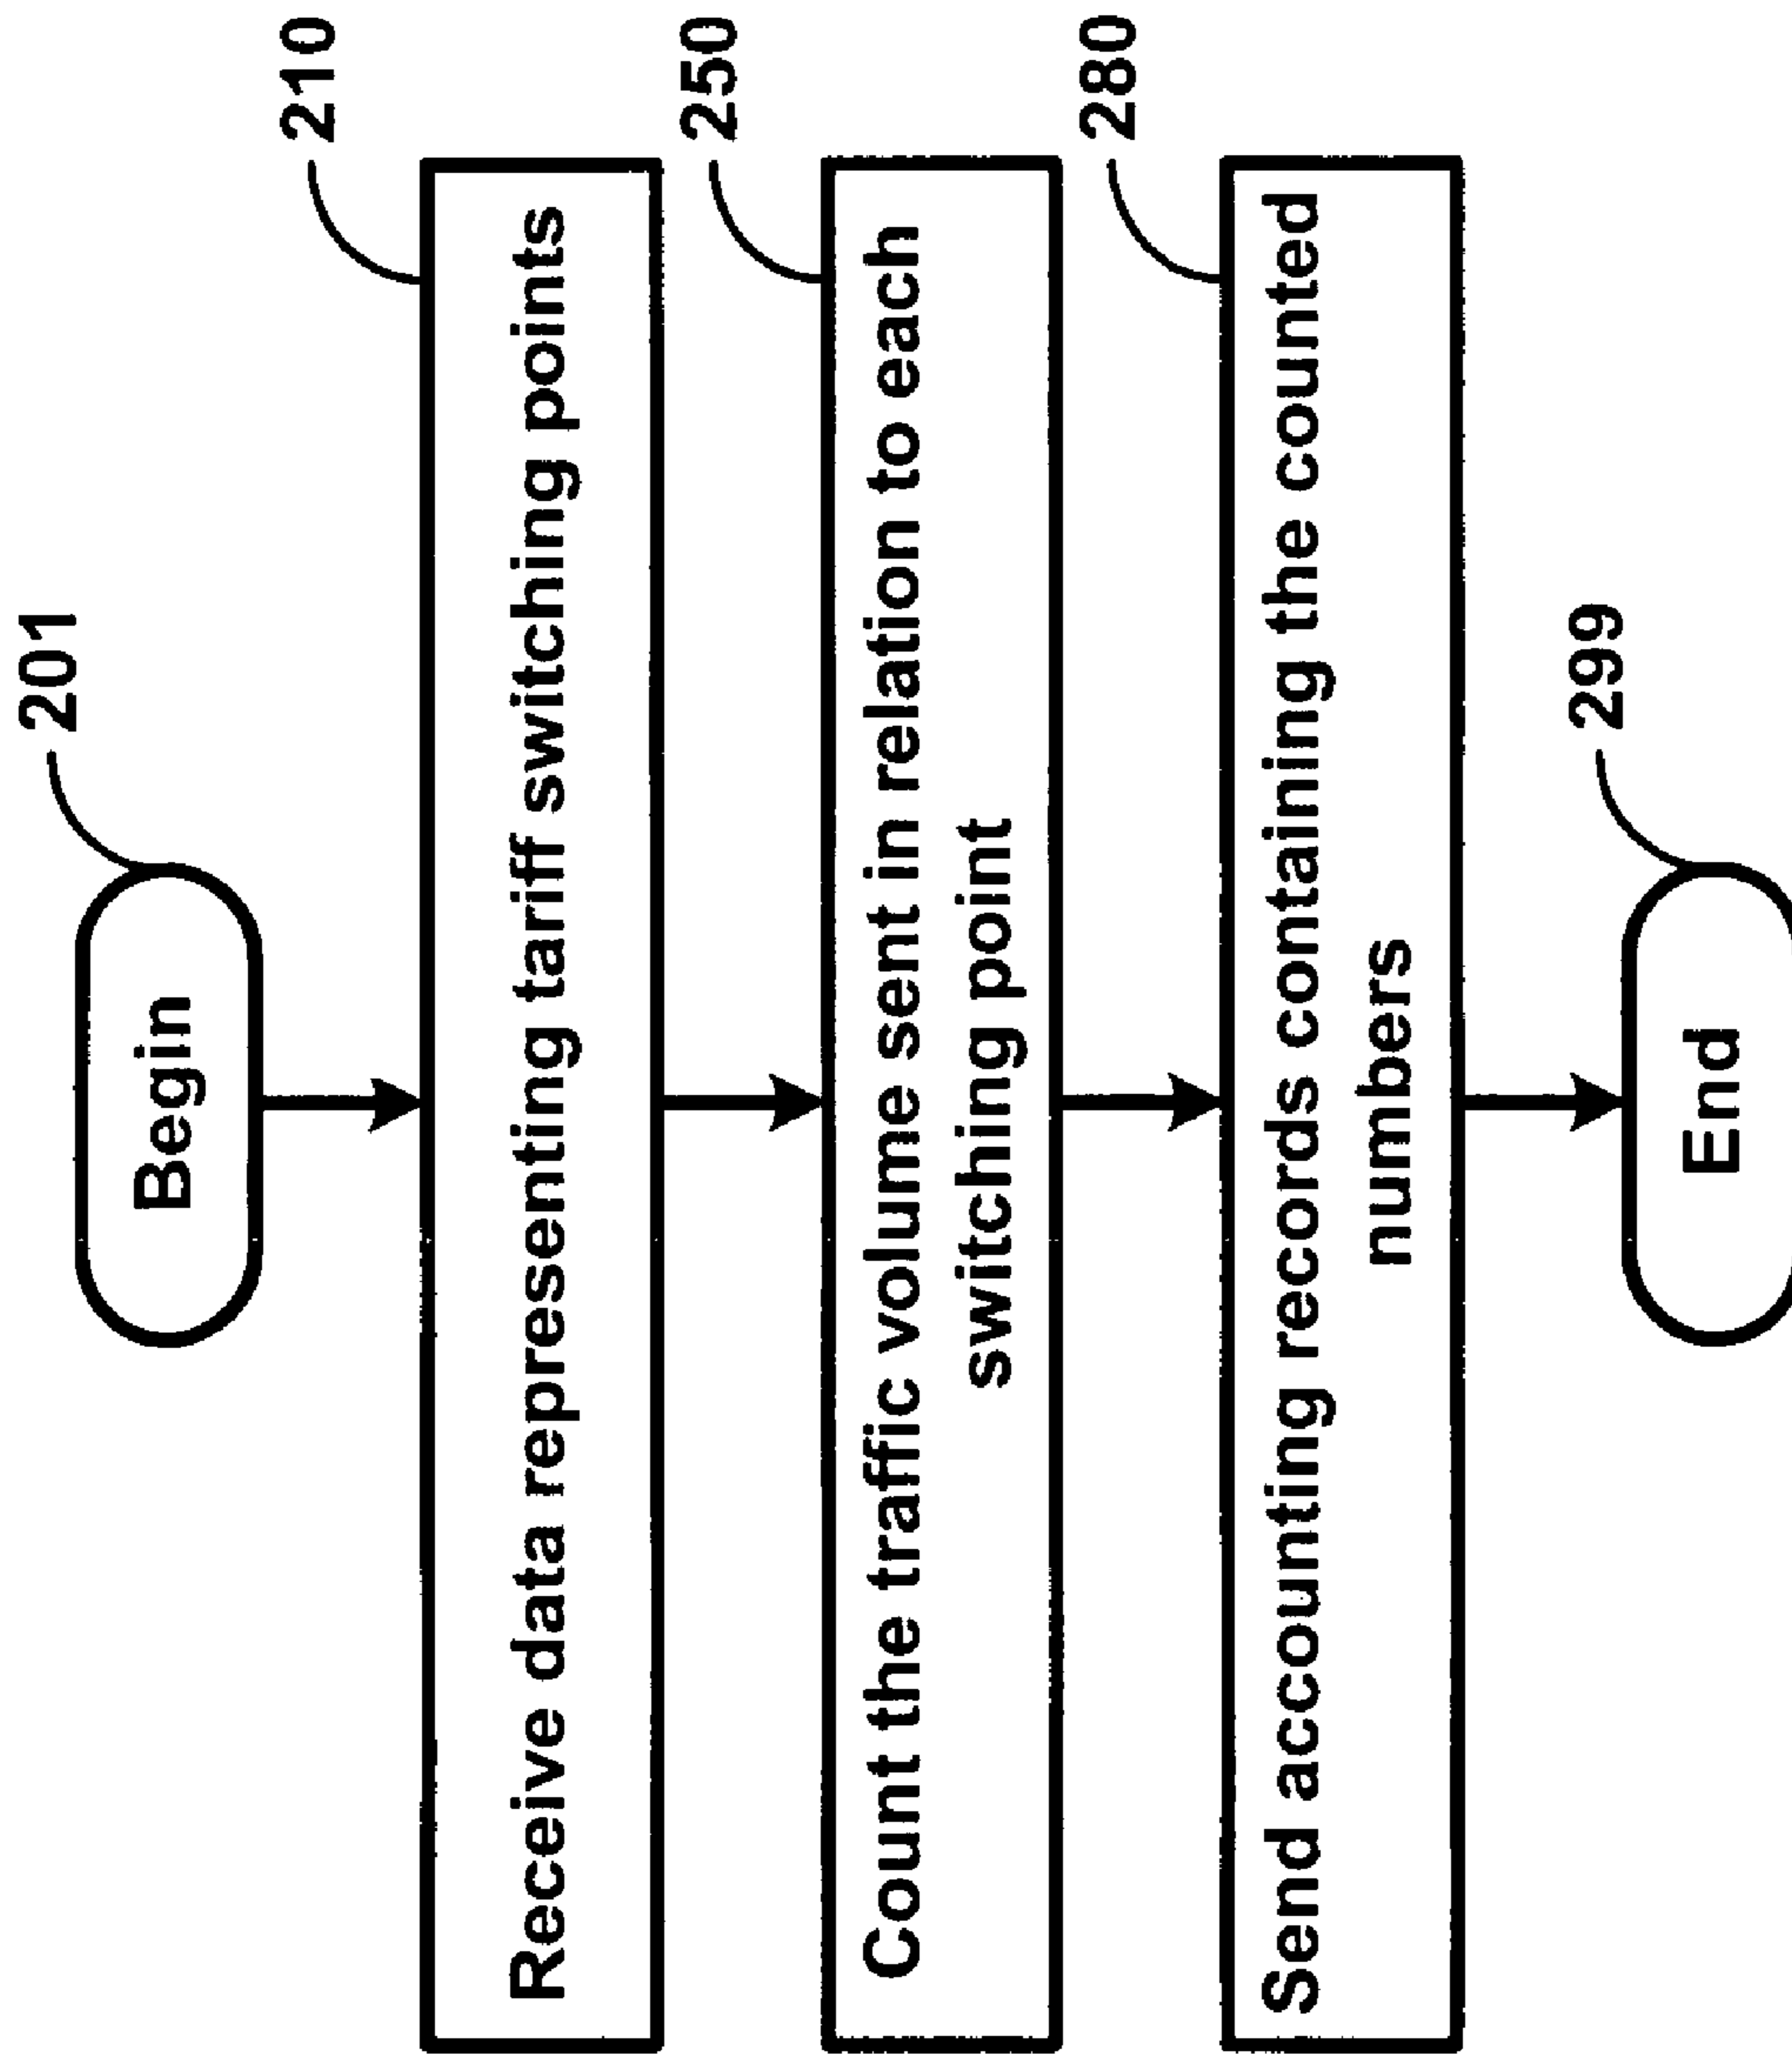 201
Begin
210
Receive data representing tariff switching points
250
Count the traffic volume sent in relation to each
switching point
280
Send accounting records containing the counted
numbers
299
End